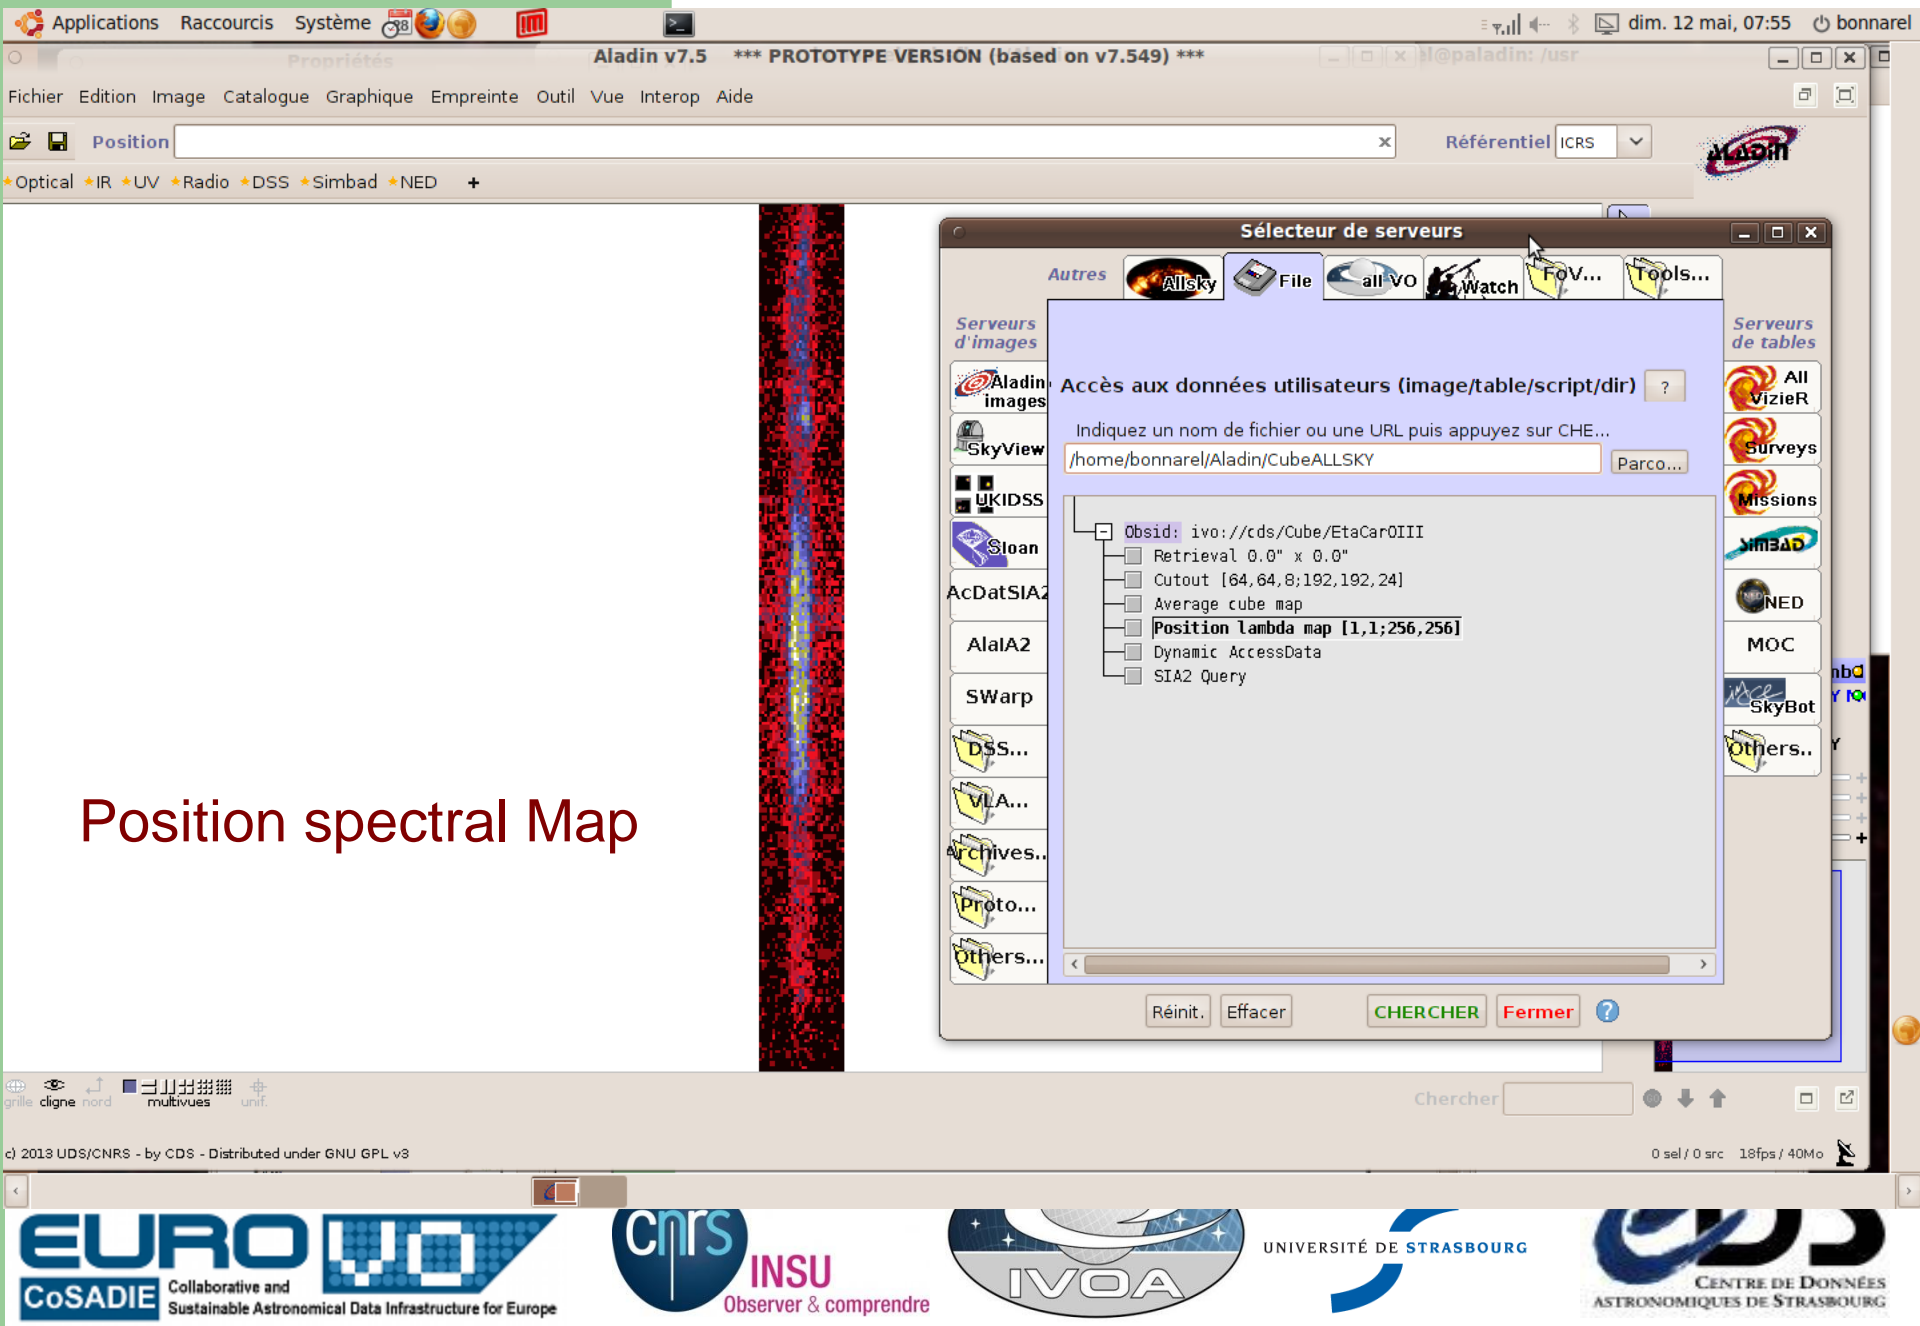 Applications Raccourcis Système 28 dim. 12 mai, 07:55 bonnarel
Propriétés
Aladin v7.5 *** PROTOTYPE VERSION (based on v7.549) ***
el@paladin: /usr
Fichier Edition Image Catalogue Graphique Empreinte Outil Vue Interop Aide
Position Référentiel ICRS
ALADIN
Optical IR UV Radio DSS Simbad NED +
Sélecteur de serveurs
Autres Allsky File all VO Watch FoV... Tools...
Serveurs d'images
Serveurs de tables
Aladin images
SkyView
UKIDSS
Sloan
AcDatSIA2
AlaIA2
SWarp
DSS...
VLA...
Archives..
Proto...
Others...
Accès aux données utilisateurs (image/table/script/dir) ?
Indiquez un nom de fichier ou une URL puis appuyez sur CHE...
/home/bonnarel/Aladin/CubeALLSKY Parco...
Obsid: ivo://cds/Cube/EtaCarOIII
Retrieval 0.0" x 0.0"
Cutout [64,64,8;192,192,24]
Average cube map
Position lambda map [1,1;256,256]
Dynamic AccessData
SIA2 Query
All VizieR
Surveys
Missions
SIMBAD
NED
MOC
SkyBot
Others..
Réinit. Effacer CHERCHER Fermer ?
Position spectral Map
grille cligne nord multivues unif.
Chercher
(c) 2013 UDS/CNRS - by CDS - Distributed under GNU GPL v3
0 sel / 0 src 18fps / 40Mo
EURO VO
CoSADIE Collaborative and
Sustainable Astronomical Data Infrastructure for Europe
cnrs
INSU
Observer & comprendre
IVOA
UNIVERSITÉ DE STRASBOURG
CDS
CENTRE DE DONNÉES
ASTRONOMIQUES DE STRASBOURG